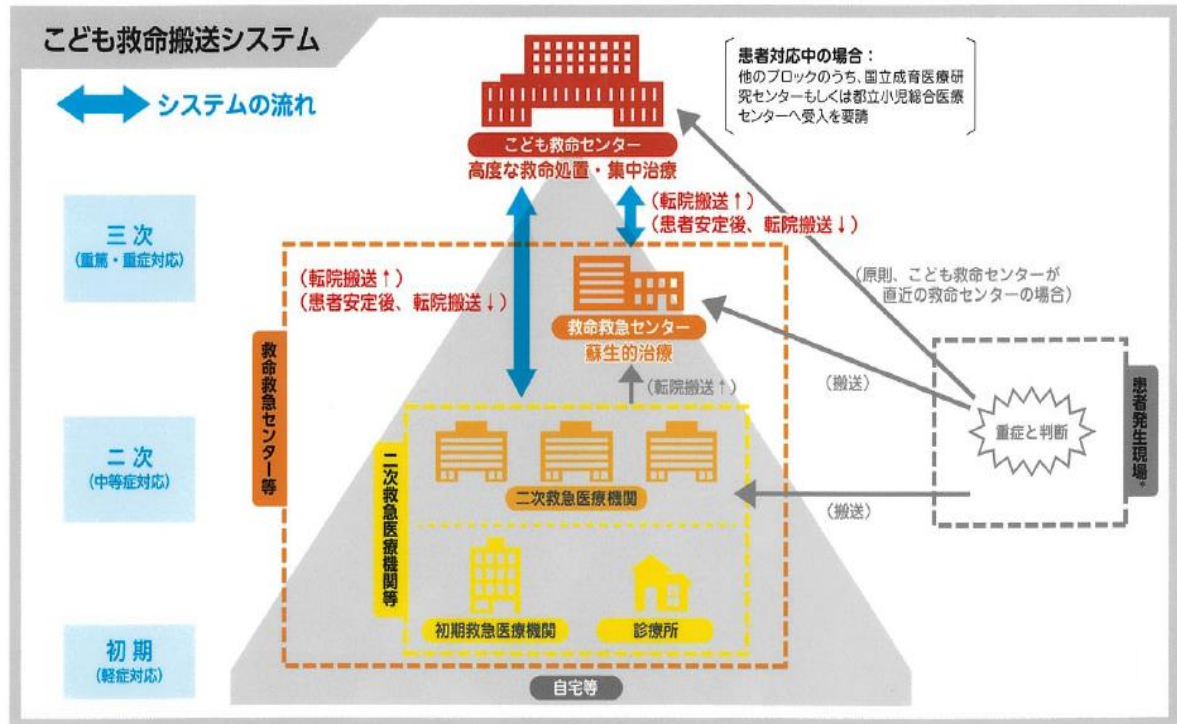 こども救命搬送システム
システムの流れ
患者対応中の場合：
他のブロックのうち、国立成育医療研
究センターもしくは都立小児総合医療
センターへ受入を要請
こども救命センター
高度な救命処置・集中治療
（転院搬送↑）
（患者安定後、転院搬送↓）
三次
（重篤・重症対応）
（転院搬送↑）
（患者安定後、転院搬送↓）
（原則、こども救命センターが
直近の救命センターの場合）
救命救急センター
蘇生的治療
救命救急センター等
（転院搬送↑）
（搬送）
重症と判断
患者発生現場。
二次
（中等症対応）
二次救急医療機関等
二次救急医療機関
（搬送）
初期救急医療機関
診療所
初期
（軽症対応）
自宅等